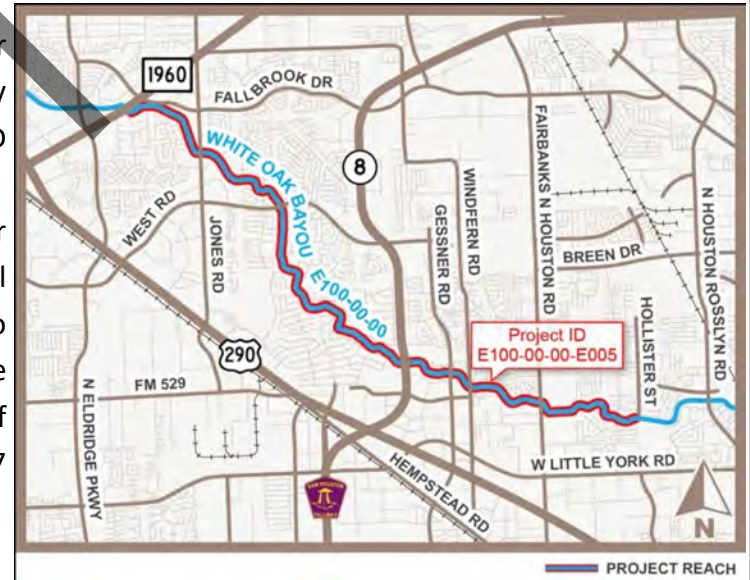 r
y
o
r
l
o
e
f
7
1960
FALLBROOK DR
WHITE OAK BAYOU E100-00-00
8
WEST RD
JONES RD
GESSNER RD
WINDFERN RD
FAIRBANKS N HOUSTON RD
BREEN DR
N HOUSTON ROSSLYN RD
HOLLISTER ST
Project ID
E100-00-00-E005
290
FM 529
N ELDRIDGE PKWY
HEMPSTEAD RD
W LITTLE YORK RD
N
PROJECT REACH